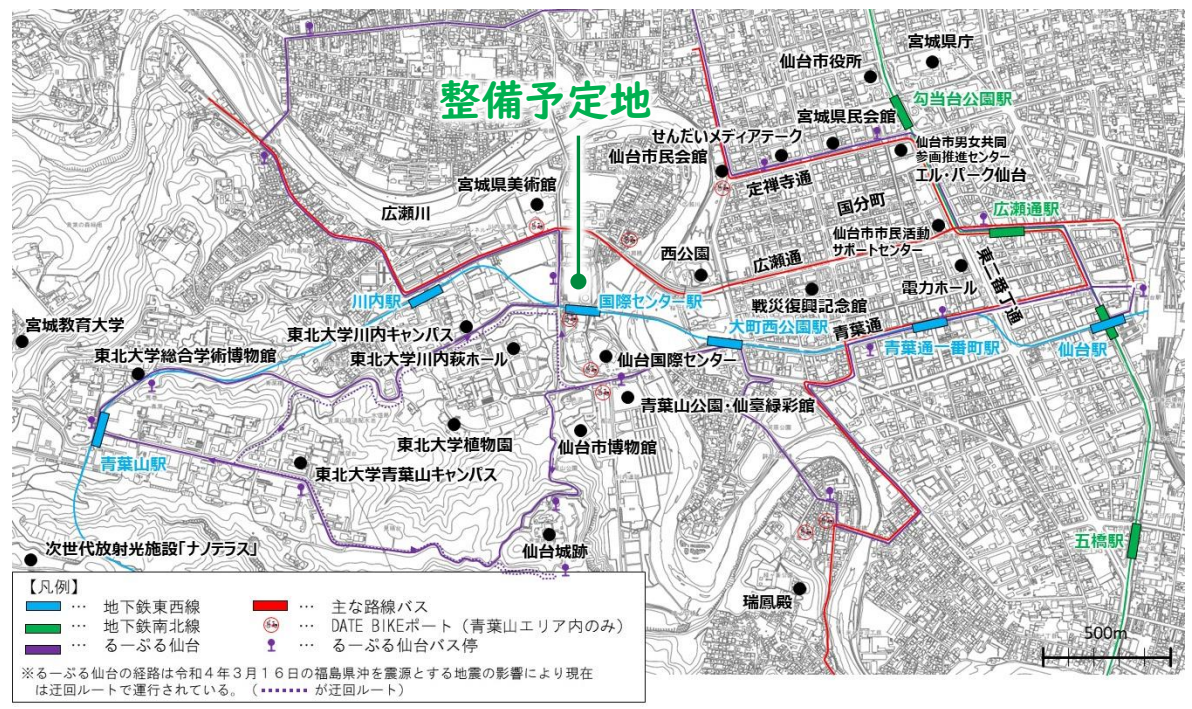 整備予定地
宮城県庁
仙台市役所
勾当台公園駅
宮城県民会館
せんだいメディアテーク
仙台市民会館
仙台市男女共同
参画推進センター
エル・パーク仙台
定禅寺通
宮城県美術館
国分町
広瀬川
広瀬通駅
仙台市市民活動
サポートセンター
西公園
広瀬通
東二番丁通
川内駅
国際センター駅
戦災復興記念館
電力ホール
宮城教育大学
東北大学川内キャンパス
大町西公園駅
青葉通
青葉通一番町駅
仙台駅
東北大学総合学術博物館
東北大学川内萩ホール
仙台国際センター
青葉山公園・仙臺緑彩館
東北大学植物園
仙台市博物館
青葉山駅
東北大学青葉山キャンパス
仙台城跡
五橋駅
次世代放射光施設「ナノテラス」
瑞鳳殿
500m
【凡例】
… 地下鉄東西線
… 主な路線バス
… 地下鉄南北線
… DATE BIKEポート（青葉山エリア内のみ）
… るーぷる仙台
… るーぷる仙台バス停
※るーぷる仙台の経路は令和４年３月１６日の福島県沖を震源とする地震の影響により現在
は迂回ルートで運行されている。（ が迂回ルート）